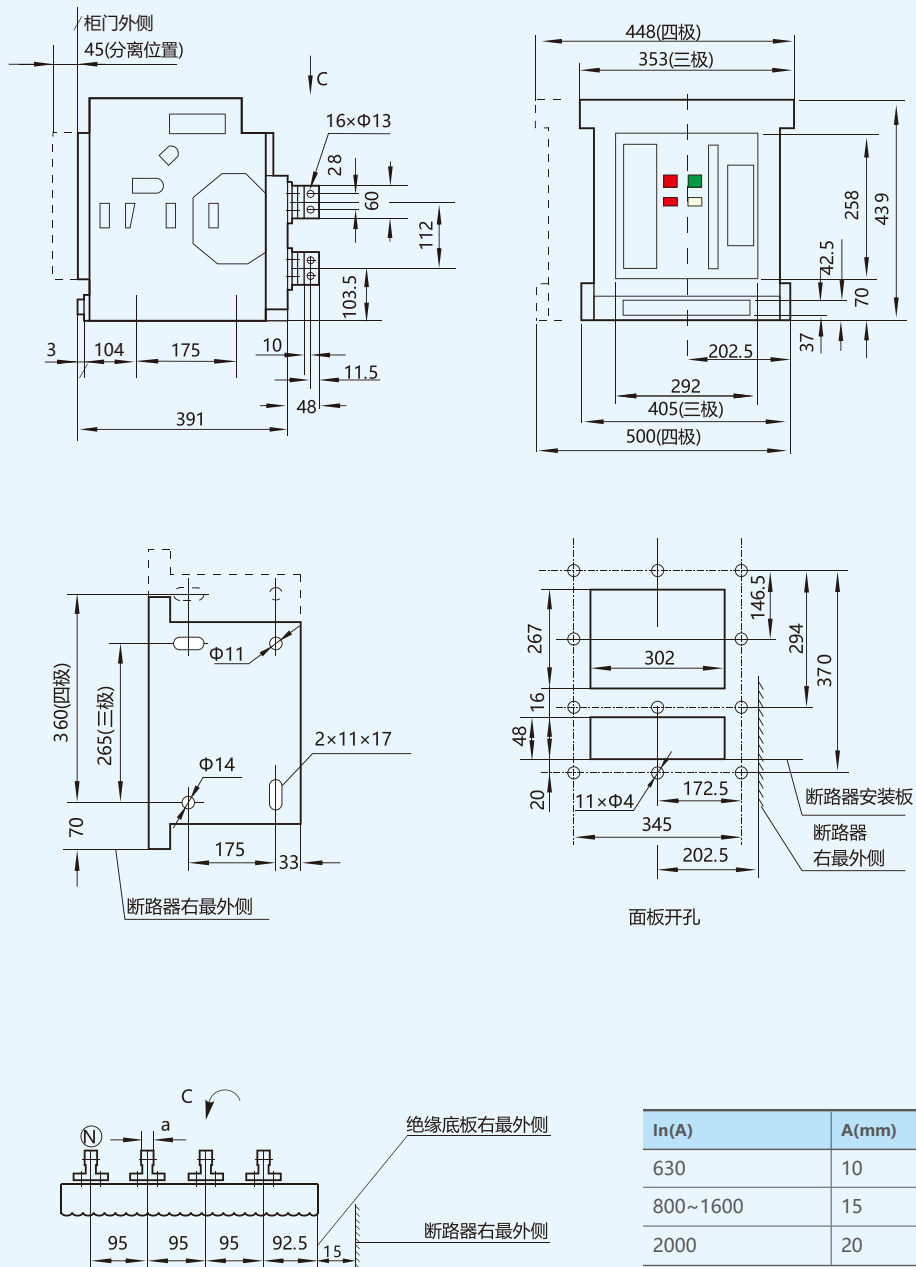 柜门外侧
45(分离位置)
C
16×Φ13
28
60
112
103.5
3
104
175
10
11.5
48
391
448(四极)
353(三极)
258
439
42.5
70
37
202.5
292
405(三极)
500(四极)
360(四极)
265(三极)
Φ11
2×11×17
Φ14
70
175
33
断路器右最外侧
146.5
267
302
294
370
16
48
20
11×Φ4
172.5
345
202.5
断路器安装板
断路器
右最外侧
面板开孔
C
N
a
绝缘底板右最外侧
断路器右最外侧
95
95
95
92.5
15
In(A) A(mm)
630 10
800~1600 15
2000 20